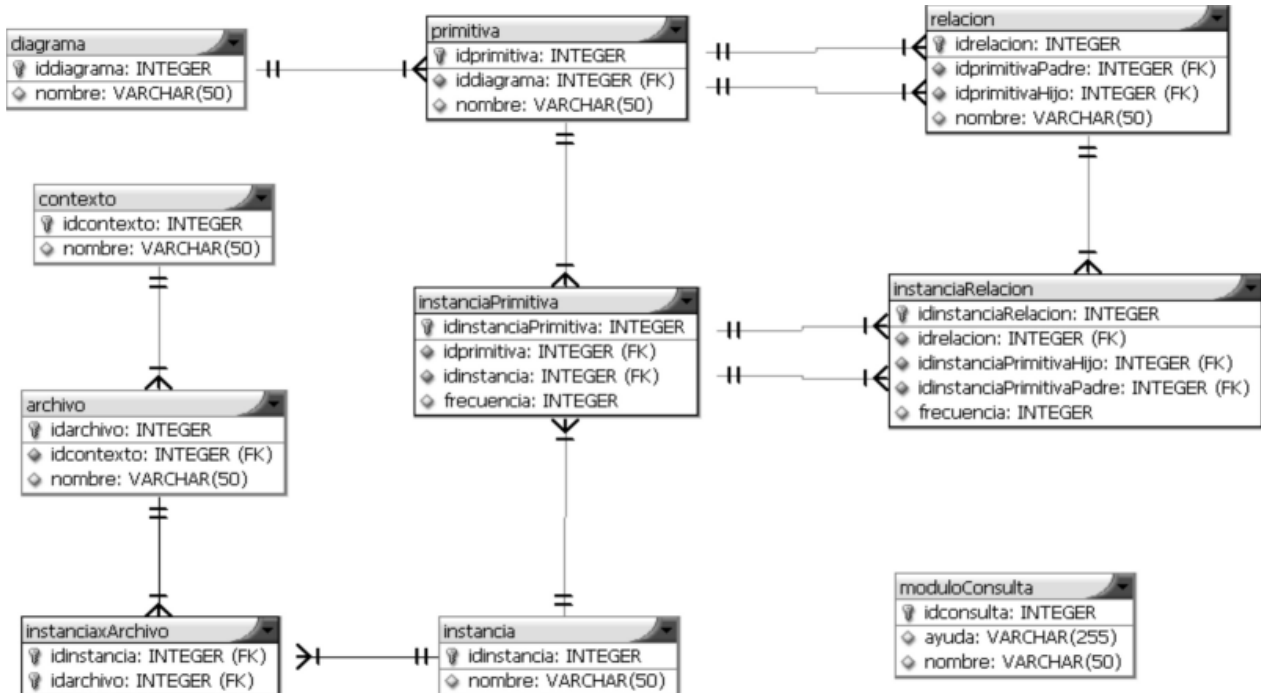 diagrama
iddiagrama: INTEGER
nombre: VARCHAR(50)
primitiva
idprimitiva: INTEGER
iddiagrama: INTEGER (FK)
nombre: VARCHAR(50)
relacion
idrelacion: INTEGER
idprimitivaPadre: INTEGER (FK)
idprimitivaHijo: INTEGER (FK)
nombre: VARCHAR(50)
contexto
idcontexto: INTEGER
nombre: VARCHAR(50)
instanciaPrimitiva
idinstanciaPrimitiva: INTEGER
idprimitiva: INTEGER (FK)
idinstancia: INTEGER (FK)
frecuencia: INTEGER
instanciaRelacion
idinstanciaRelacion: INTEGER
idrelacion: INTEGER (FK)
idinstanciaPrimitivaHijo: INTEGER (FK)
idinstanciaPrimitivaPadre: INTEGER (FK)
frecuencia: INTEGER
archivo
idarchivo: INTEGER
idcontexto: INTEGER (FK)
nombre: VARCHAR(50)
instanciaxArchivo
idinstancia: INTEGER (FK)
idarchivo: INTEGER (FK)
instancia
idinstancia: INTEGER
nombre: VARCHAR(50)
moduloConsulta
idconsulta: INTEGER
ayuda: VARCHAR(255)
nombre: VARCHAR(50)